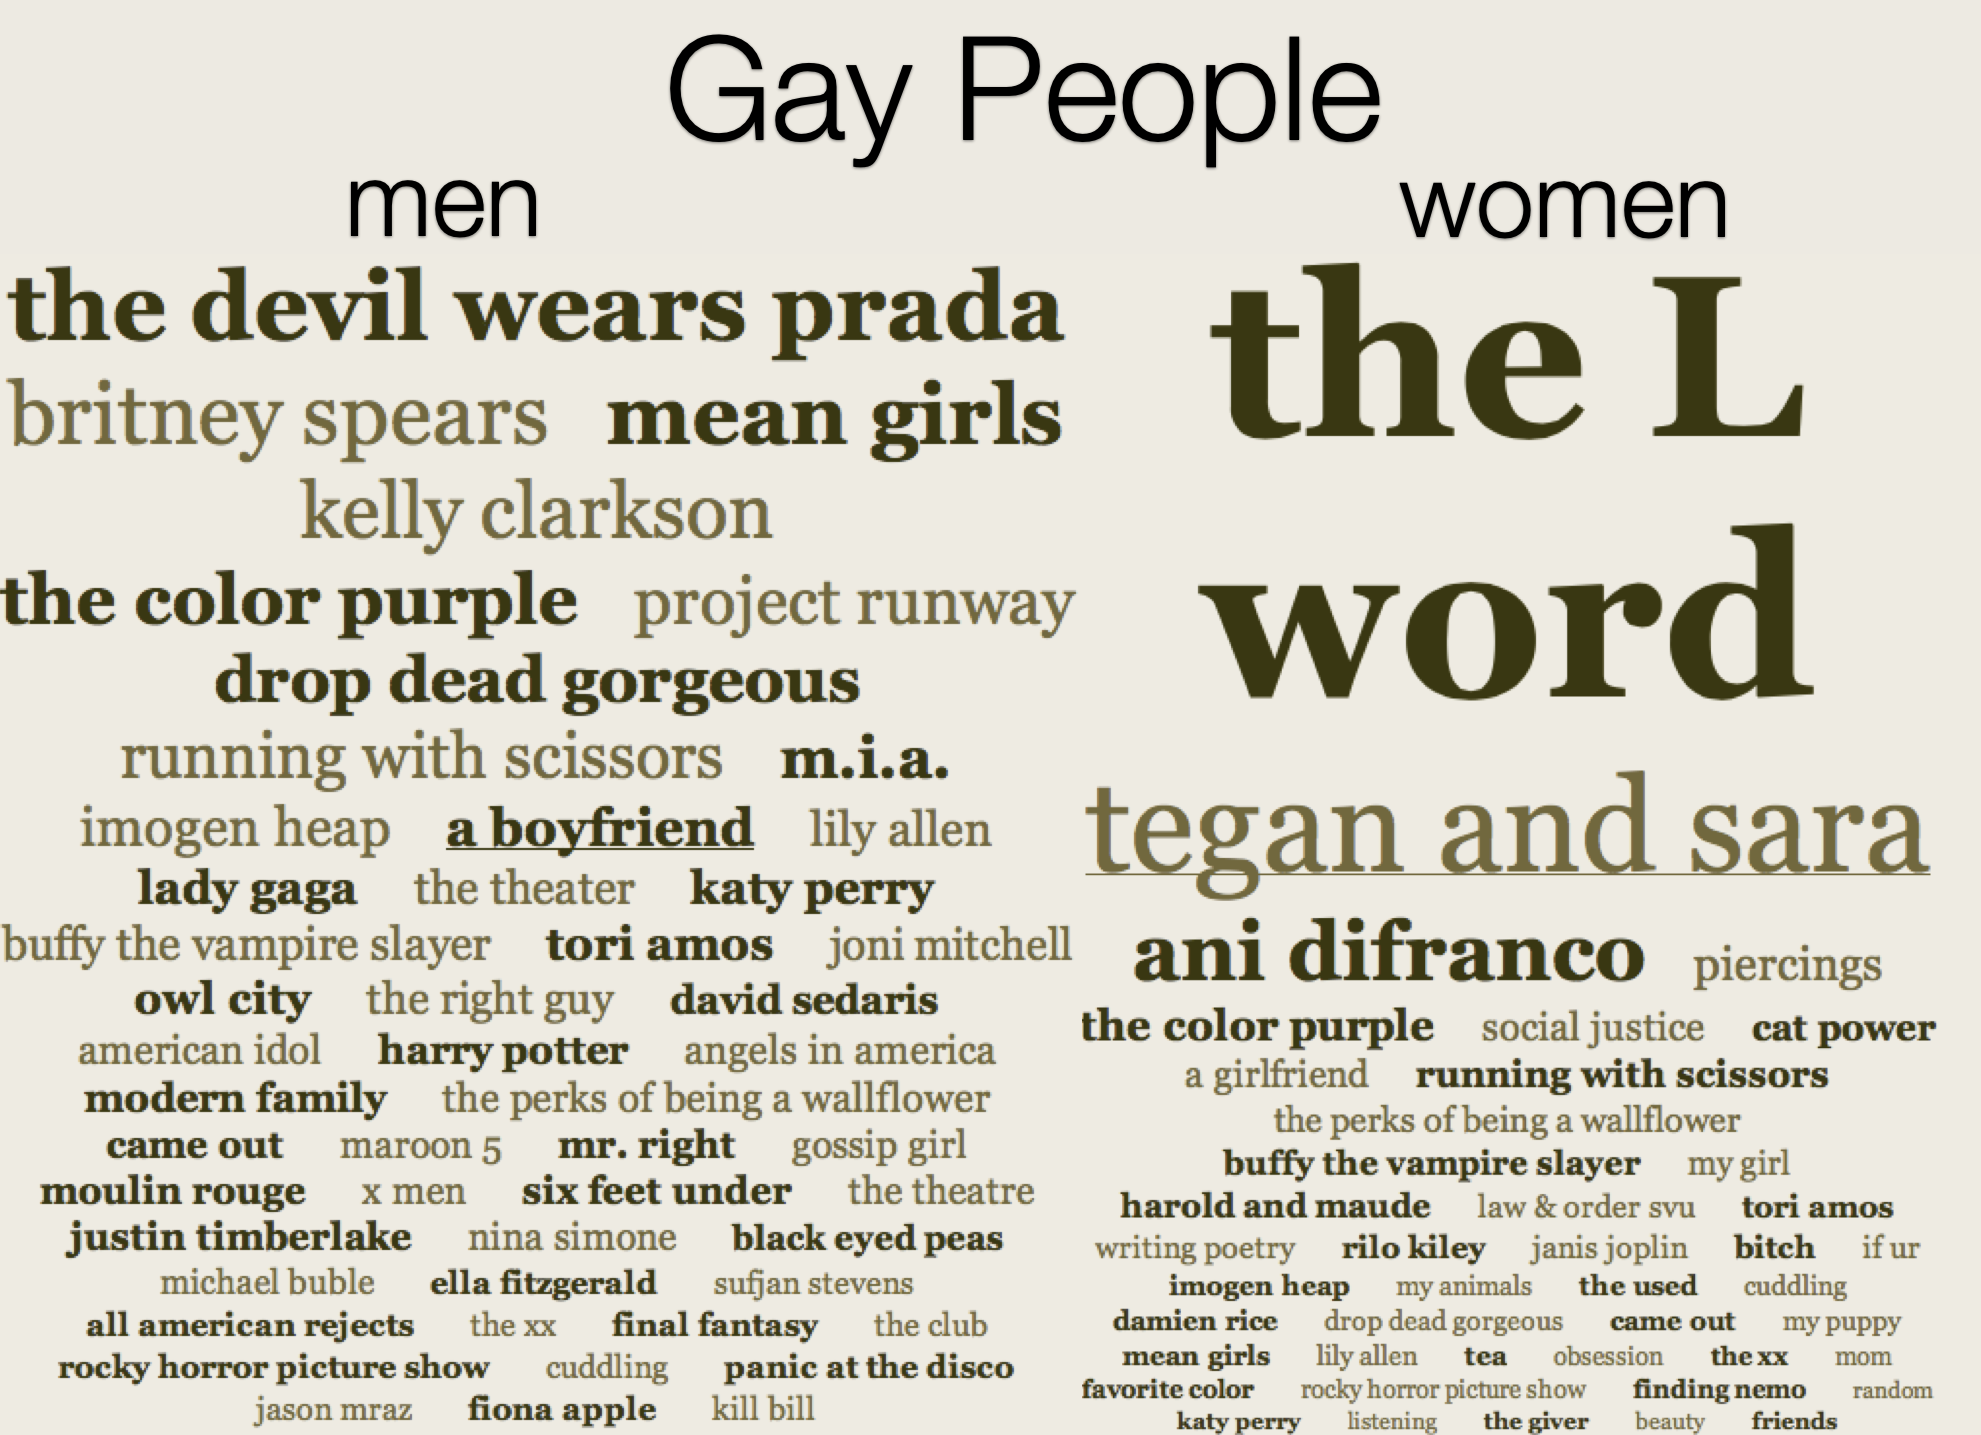 Gay People
men
the devil wears prada
britney spears mean girls
kelly clarkson
the color purple project runway
drop dead gorgeous
running with scissors m.i.a.
imogen heap a boyfriend lily allen
lady gaga the theater katy perry
buffy the vampire slayer tori amos joni mitchell
owl city the right guy david sedaris
american idol harry potter angels in america
modern family the perks of being a wallflower
came out maroon 5 mr. right gossip girl
moulin rouge x men six feet under the theatre
justin timberlake nina simone black eyed peas
michael buble ella fitzgerald sufjan stevens
all american rejects the xx final fantasy the club
rocky horror picture show cuddling panic at the disco
jason mraz fiona apple kill bill
women
the L
word
tegan and sara
ani difranco piercings
the color purple social justice cat power
a girlfriend running with scissors
the perks of being a wallflower
buffy the vampire slayer my girl
harold and maude law & order svu tori amos
writing poetry rilo kiley janis joplin bitch if ur
imogen heap my animals the used cuddling
damien rice drop dead gorgeous came out my puppy
mean girls lily allen tea obsession the xx mom
favorite color rocky horror picture show finding nemo random
katy perry listening the giver beauty friends